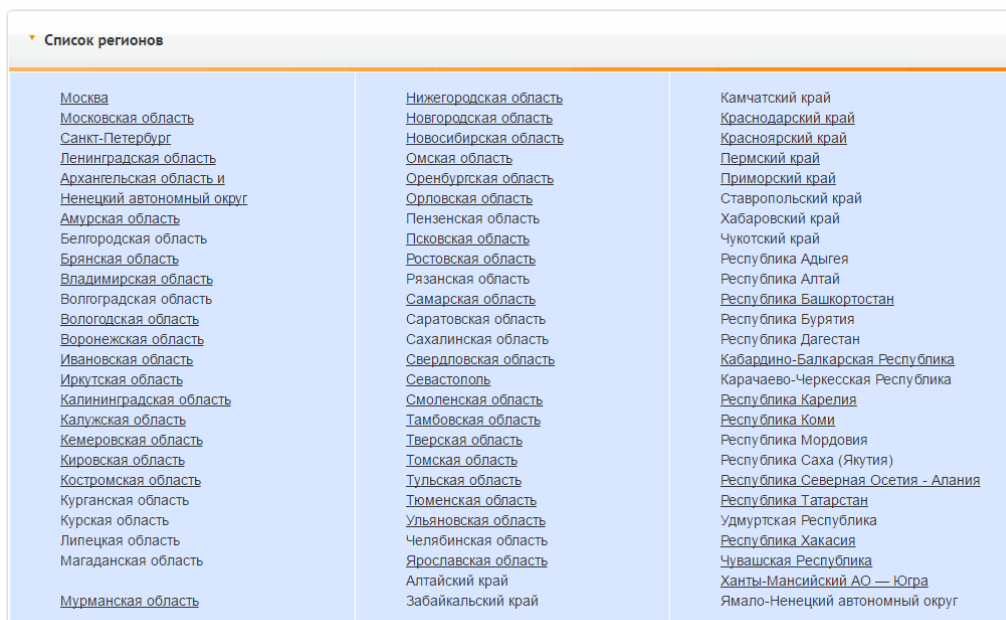 Список регионов
Москва
Московская область
Санкт-Петербург
Ленинградская область
Архангельская область и
Ненецкий автономный округ
Амурская область
Белгородская область
Брянская область
Владимирская область
Волгоградская область
Вологодская область
Воронежская область
Ивановская область
Иркутская область
Калининградская область
Калужская область
Кемеровская область
Кировская область
Костромская область
Курганская область
Курская область
Липецкая область
Магаданская область
Мурманская область
Нижегородская область
Новгородская область
Новосибирская область
Омская область
Оренбургская область
Орловская область
Пензенская область
Псковская область
Ростовская область
Рязанская область
Самарская область
Саратовская область
Сахалинская область
Свердловская область
Севастополь
Смоленская область
Тамбовская область
Тверская область
Томская область
Тульская область
Тюменская область
Ульяновская область
Челябинская область
Ярославская область
Алтайский край
Забайкальский край
Камчатский край
Краснодарский край
Красноярский край
Пермский край
Приморский край
Ставропольский край
Хабаровский край
Чукотский край
Республика Адыгея
Республика Алтай
Республика Башкортостан
Республика Бурятия
Республика Дагестан
Кабардино-Балкарская Республика
Карачаево-Черкесская Республика
Республика Карелия
Республика Коми
Республика Мордовия
Республика Саха (Якутия)
Республика Северная Осетия - Алания
Республика Татарстан
Удмуртская Республика
Республика Хакасия
Чувашская Республика
Ханты-Мансийский АО — Югра
Ямало-Ненецкий автономный округ